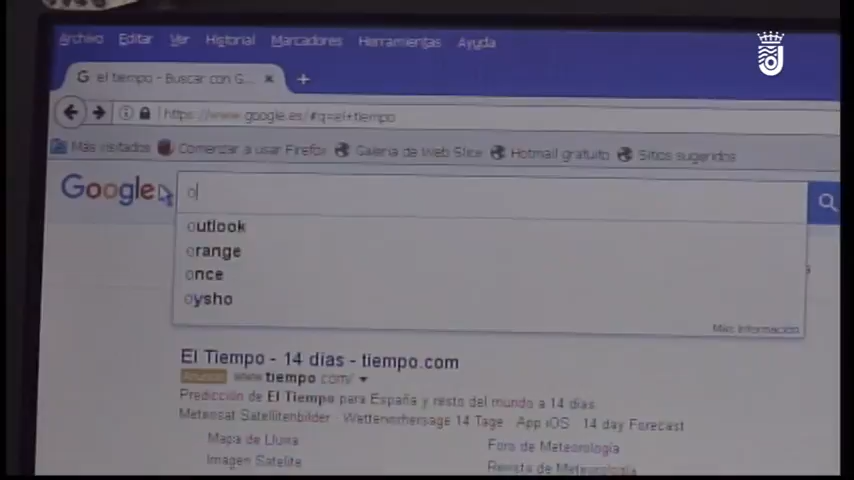 Archivo Editar Ver Historial Marcadores Herramientas Ayuda
G el tiempo - Buscar con G... × +
https://www.google.es/#q=el+tiempo
Más visitados Comenzar a usar Firefox Galería de Web Slice Hotmail gratuito Sitios sugeridos
Google o
outlook
orange
once
oysho
Más información
El Tiempo - 14 días - tiempo.com
Anuncio www.tiempo.com/
Predicción de El Tiempo para España y resto del mundo a 14 días.
Meteosat Satellitenbilder · Wettervorhersage 14 Tage · App iOS · 14 day Forecast
Mapa de Lluvia Foro de Meteorología
Imagen Satelite Revista de Meteorología